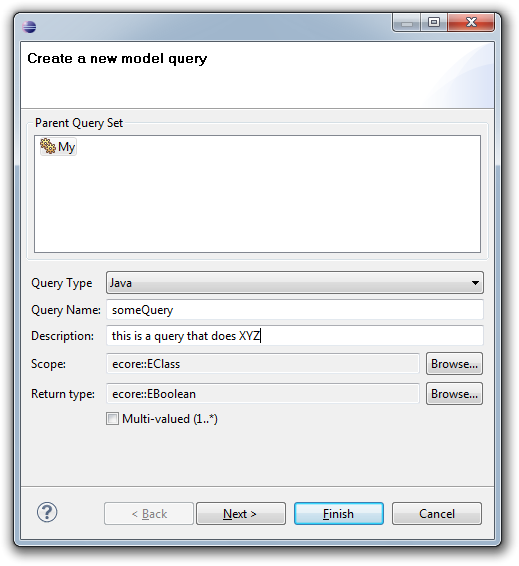 Create a new model query
Parent Query Set
My
Query Type Java
Query Name: someQuery
Description: this is a query that does XYZ
Scope: ecore::EClass Browse...
Return type: ecore::EBoolean Browse...
Multi-valued (1..*)
? < Back Next > Finish Cancel